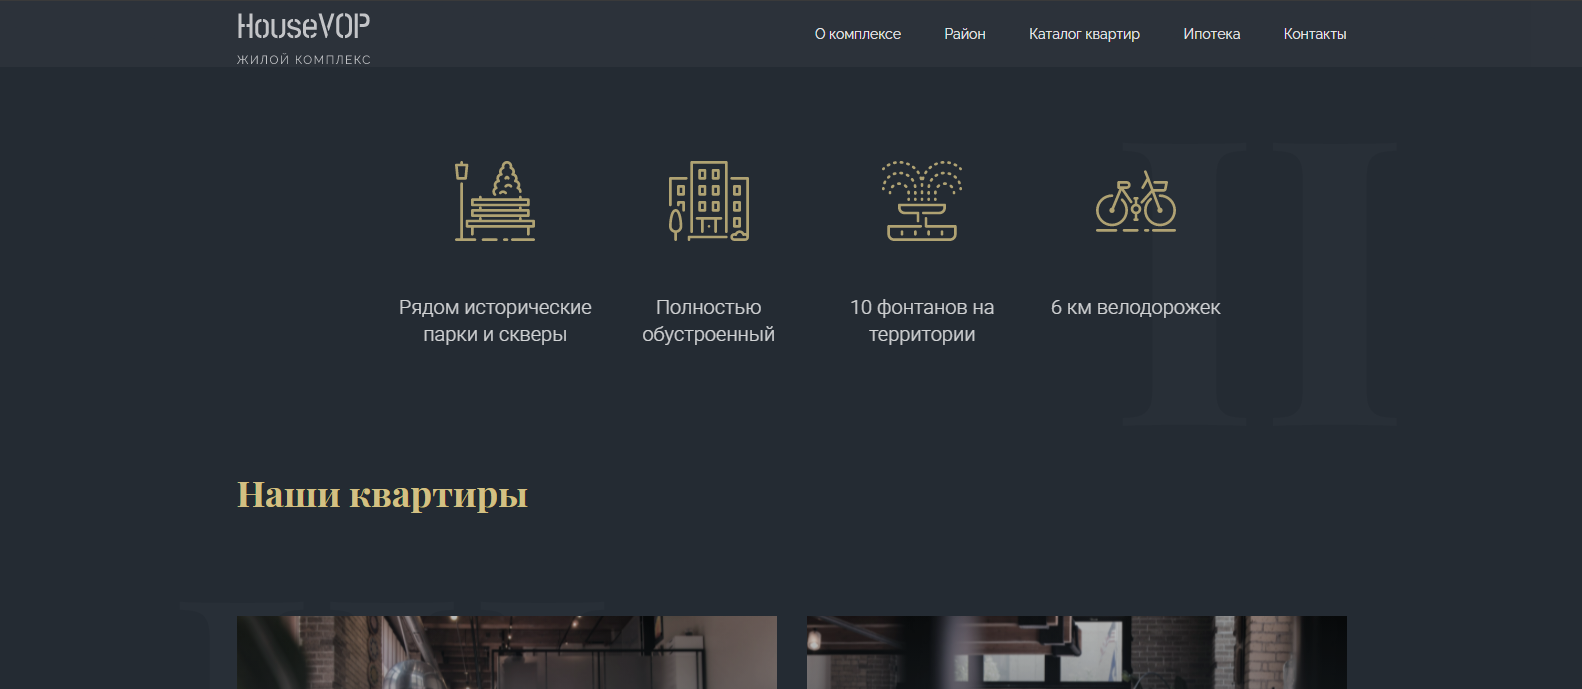 HouseVOP
ЖИЛОЙ КОМПЛЕКС
О комплексе
Район
Каталог квартир
Ипотека
Контакты
Рядом исторические
парки и скверы
Полностью
обустроенный
10 фонтанов на
территории
6 км велодорожек
II
Наши квартиры